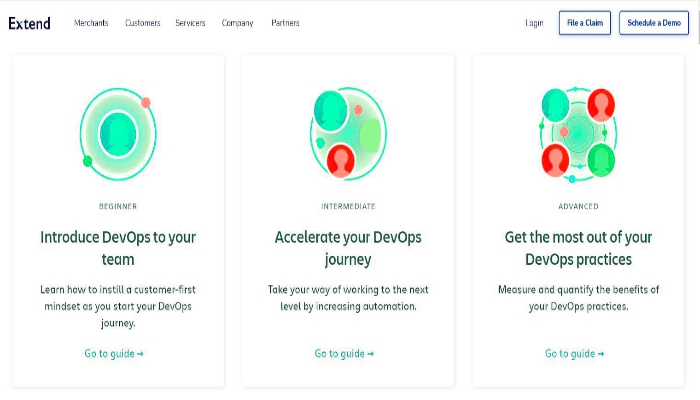 Extend Merchants Customers Servicers Company Partners Login File a Claim Schedule a Demo
BEGINNER
Introduce DevOps to your
team
Learn how to instill a customer-first
mindset as you start your DevOps
journey.
Go to guide →
INTERMEDIATE
Accelerate your DevOps
journey
Take your way of working to the next
level by increasing automation.
Go to guide →
ADVANCED
Get the most out of your
DevOps practices
Measure and quantify the benefits of
your DevOps practices.
Go to guide →